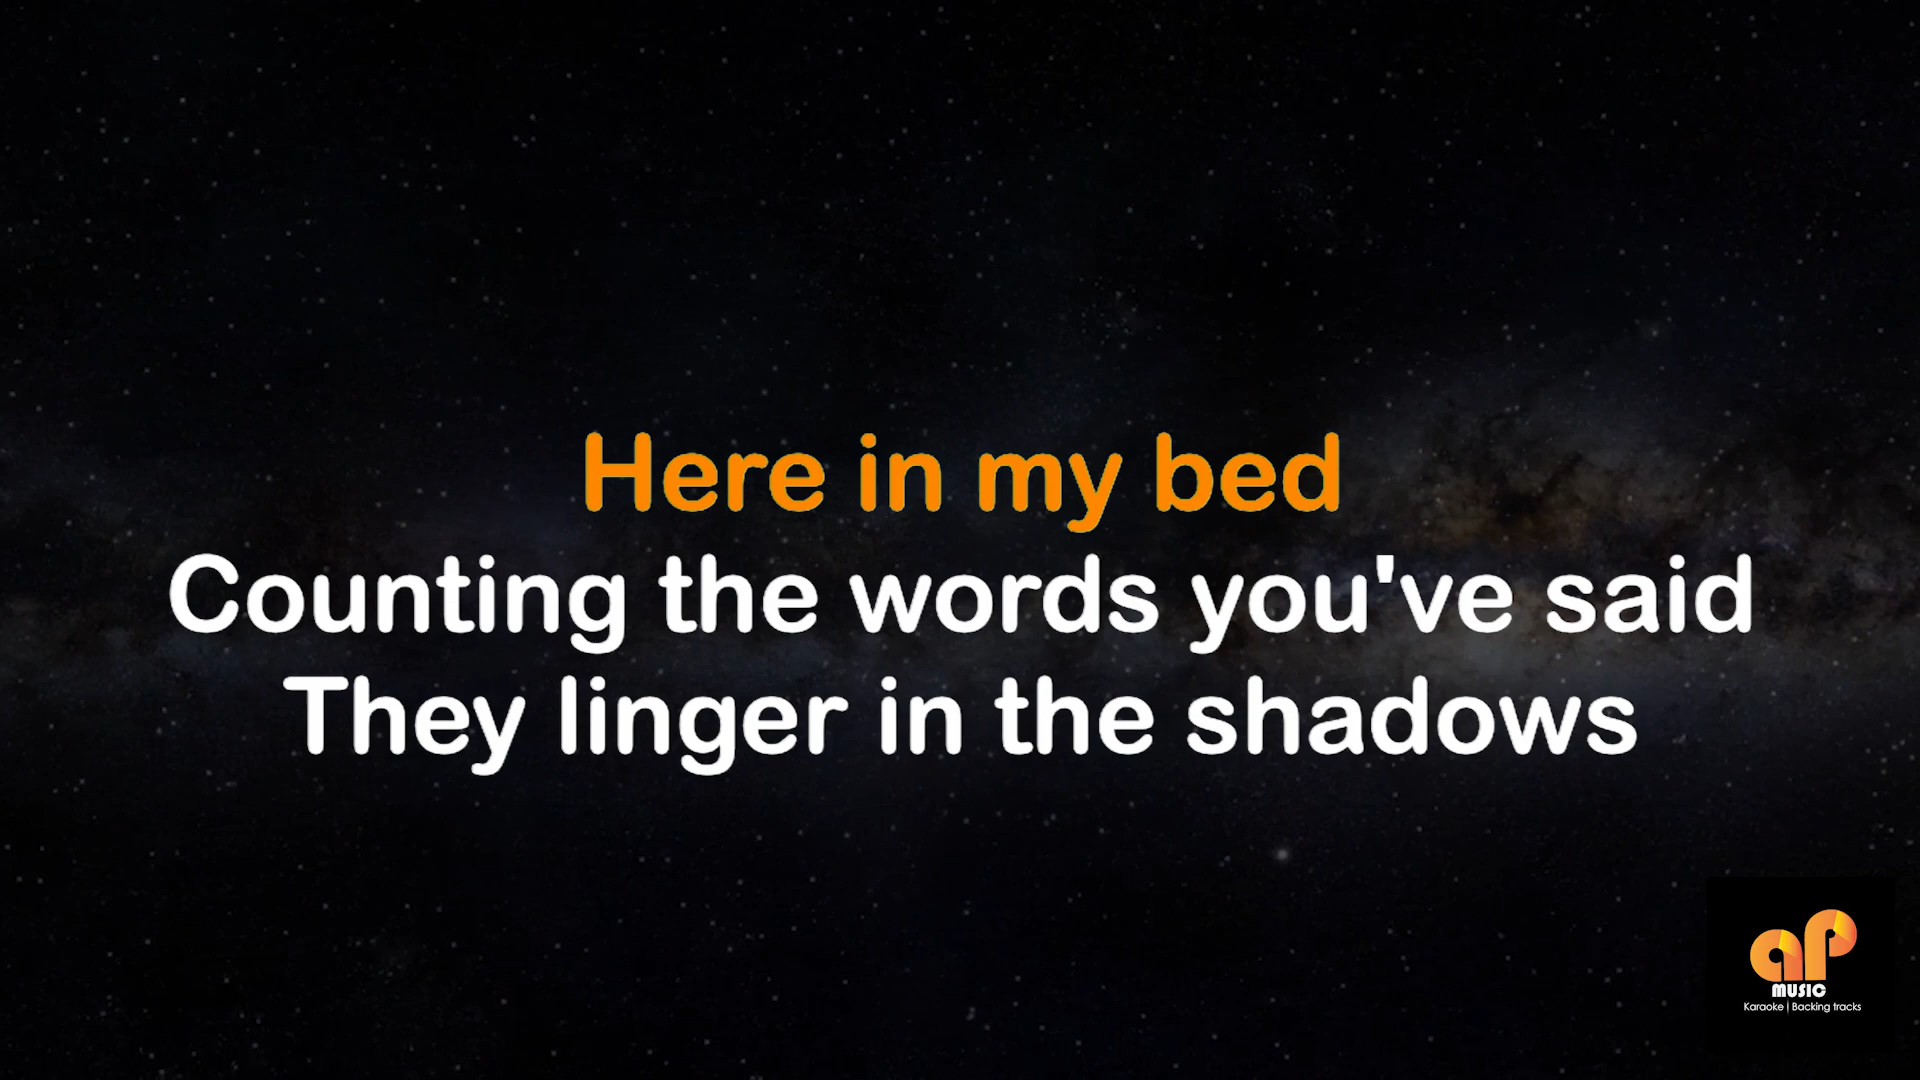 Here in my bed
Counting the words you've said
They linger in the shadows
aP
MUSIC
Karaoke | Backing tracks